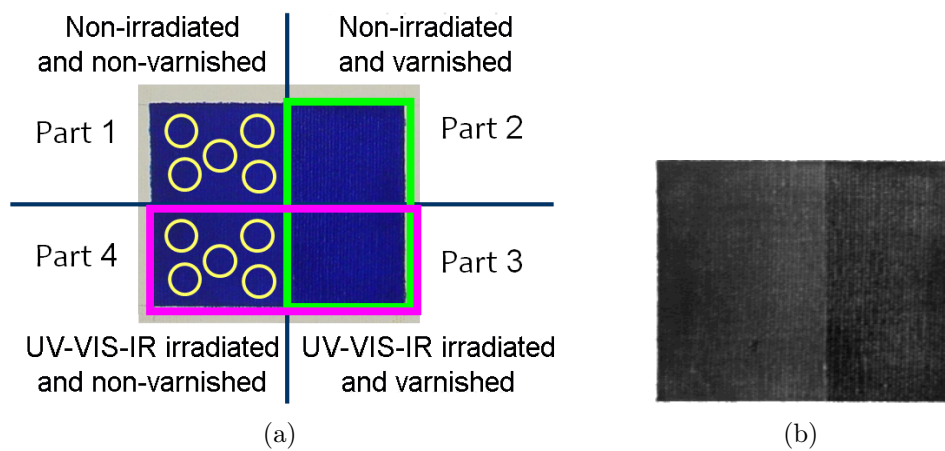 Non-irradiated
and non-varnished
Non-irradiated
and varnished
Part 1
Part 2
Part 4
Part 3
UV-VIS-IR irradiated
and non-varnished
UV-VIS-IR irradiated
and varnished
(a)
(b)